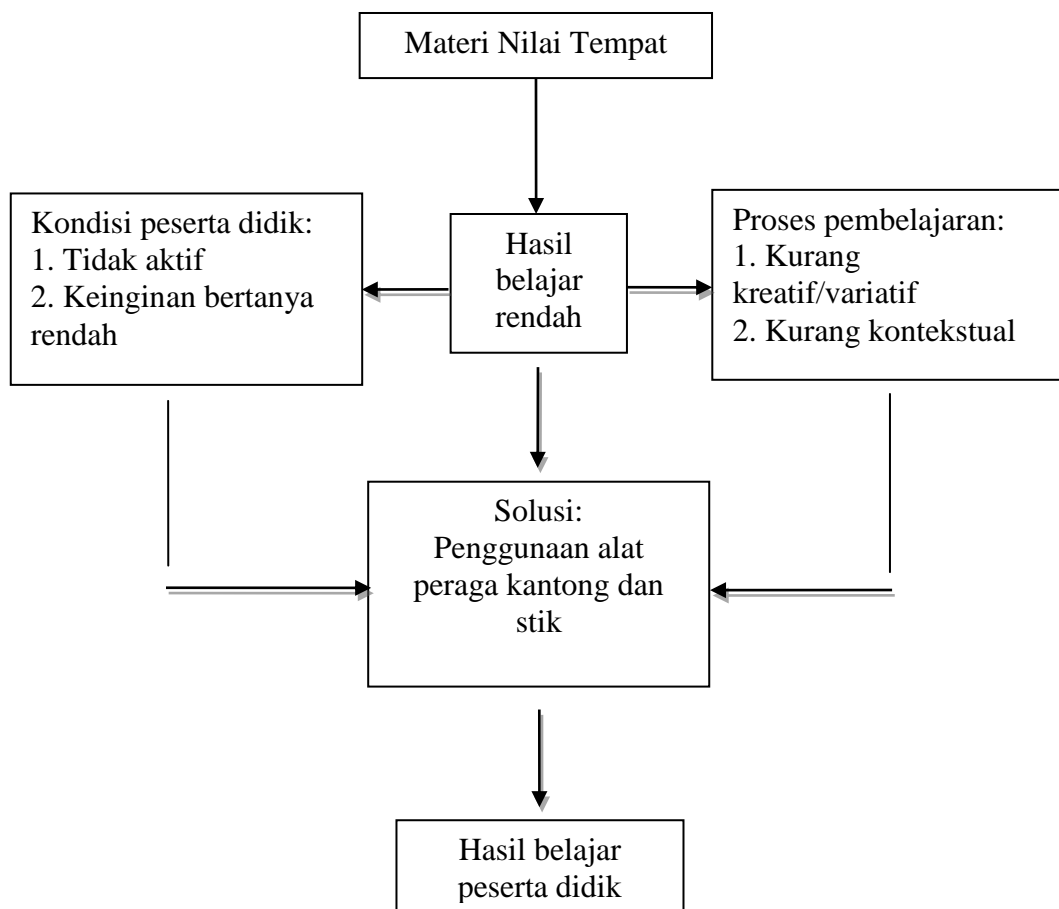 Materi Nilai Tempat
Kondisi peserta didik:
1. Tidak aktif
2. Keinginan bertanya
rendah
Hasil
belajar
rendah
Proses pembelajaran:
1. Kurang
kreatif/variatif
2. Kurang kontekstual
Solusi:
Penggunaan alat
peraga kantong dan
stik
Hasil belajar
peserta didik